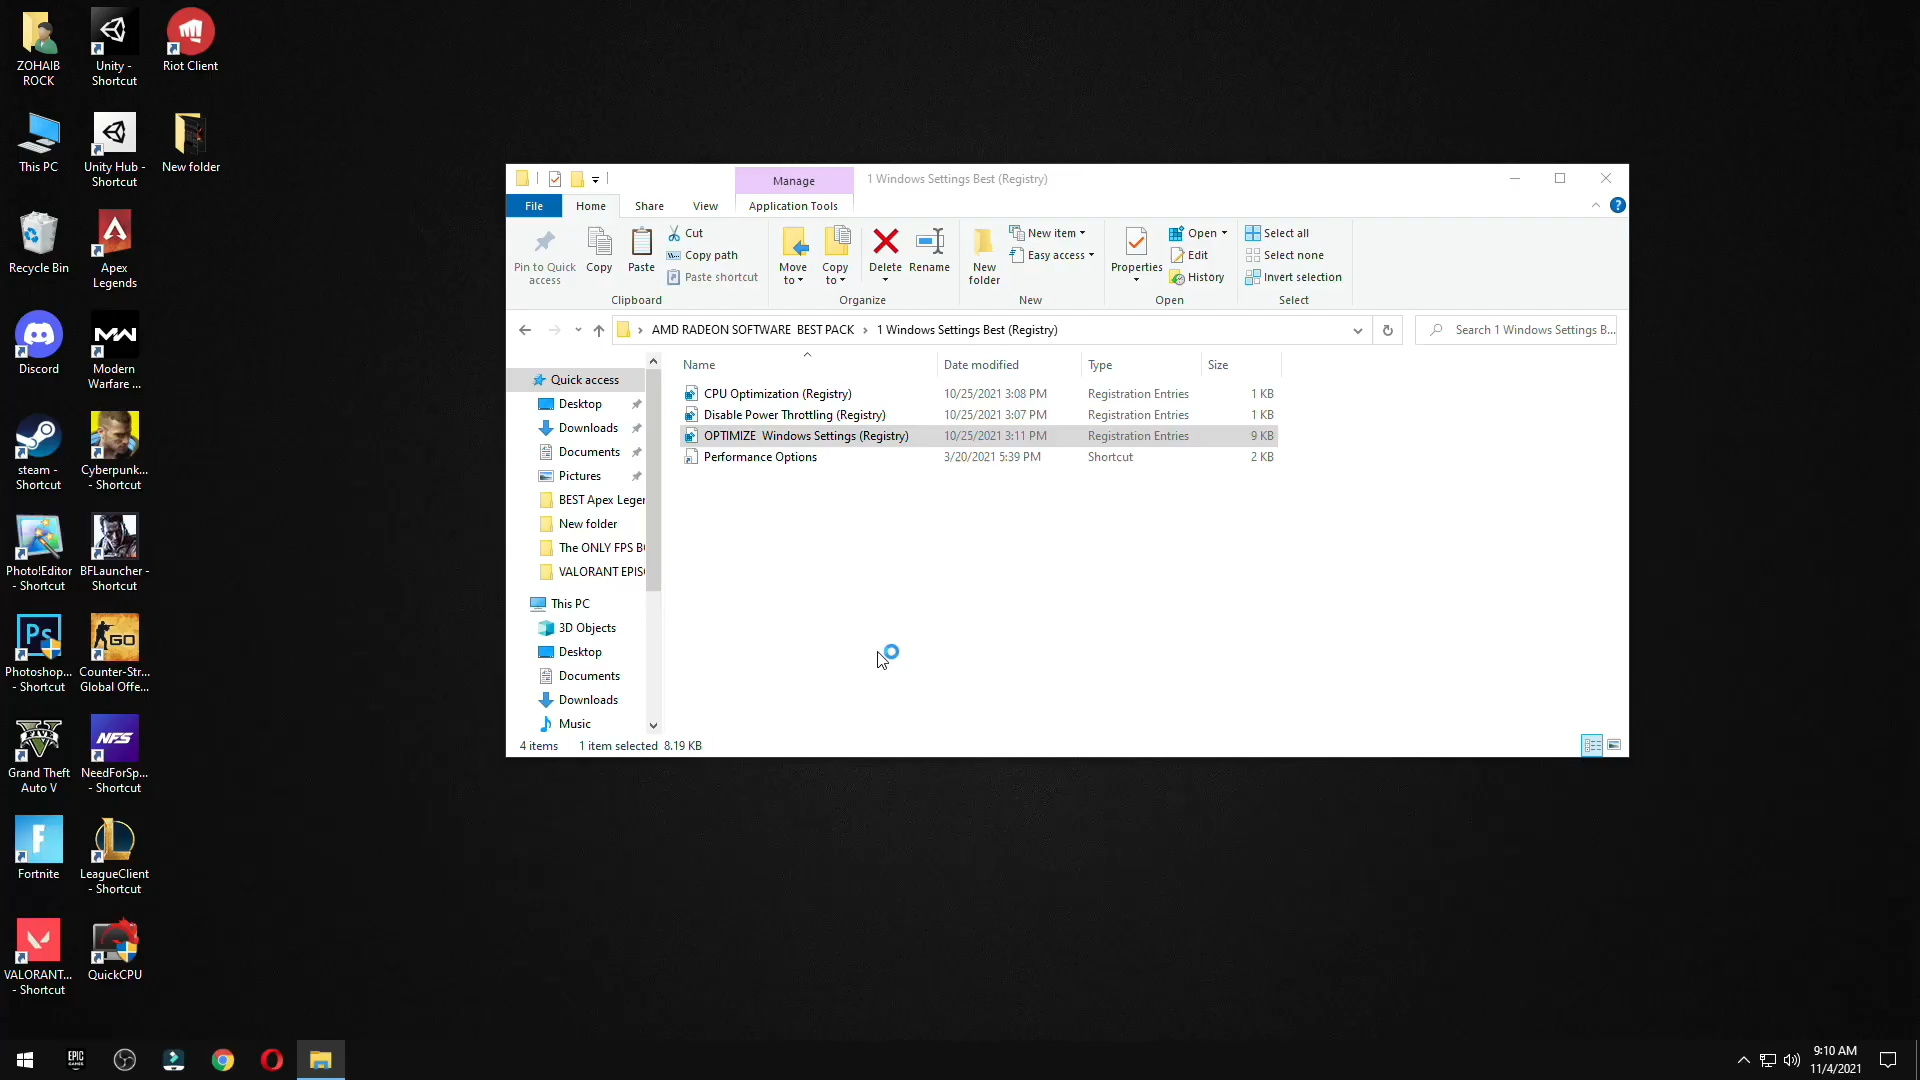 ZOHAIB
ROCK
Unity -
Shortcut
Riot Client
This PC
Unity Hub -
Shortcut
New folder
Recycle Bin
Apex
Legends
Discord
Modern
Warfare ...
steam -
Shortcut
Cyberpunk...
- Shortcut
Photo!Editor
- Shortcut
BFLauncher -
Shortcut
Ps
Photoshop...
- Shortcut
GO
Counter-Str...
Global Offe...
FIVE
Grand Theft
Auto V
NFS
NeedForSp...
- Shortcut
F
Fortnite
L
LeagueClient
- Shortcut
VALORANT...
- Shortcut
QuickCPU
Manage
1 Windows Settings Best (Registry)
File
Home
Share
View
Application Tools
Pin to Quick
access
Copy
Paste
Cut
Copy path
Paste shortcut
Clipboard
Move
to
Copy
to
Delete
Rename
Organize
New
folder
New item
Easy access
New
Properties
Open
Edit
History
Open
Select all
Select none
Invert selection
Select
AMD RADEON SOFTWARE  BEST PACK
1 Windows Settings Best (Registry)
Search 1 Windows Settings B...
Quick access
Desktop
Downloads
Documents
Pictures
BEST Apex Leger
New folder
The ONLY FPS B
VALORANT EPIS
This PC
3D Objects
Desktop
Documents
Downloads
Music
Name Date modified Type Size
CPU Optimization (Registry) 10/25/2021 3:08 PM Registration Entries 1 KB
Disable Power Throttling (Registry) 10/25/2021 3:07 PM Registration Entries 1 KB
OPTIMIZE  Windows Settings (Registry) 10/25/2021 3:11 PM Registration Entries 9 KB
Performance Options 3/20/2021 5:39 PM Shortcut 2 KB
4 items 1 item selected 8.19 KB
EPIC
GAMES
9:10 AM
11/4/2021